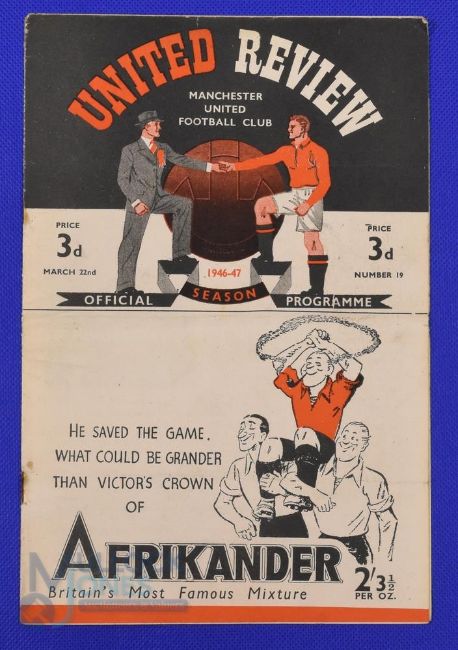 UNITED REVIEW
MANCHESTER
UNITED
FOOTBALL CLUB
PRICE
3d
MARCH 22nd
PRICE
3d
NUMBER 19
1946-47
OFFICIAL SEASON PROGRAMME
HE SAVED THE GAME,
WHAT COULD BE GRANDER
THAN VICTOR'S CROWN
OF
AFRIKANDER
Britain's Most Famous Mixture
2'3½
PER OZ.